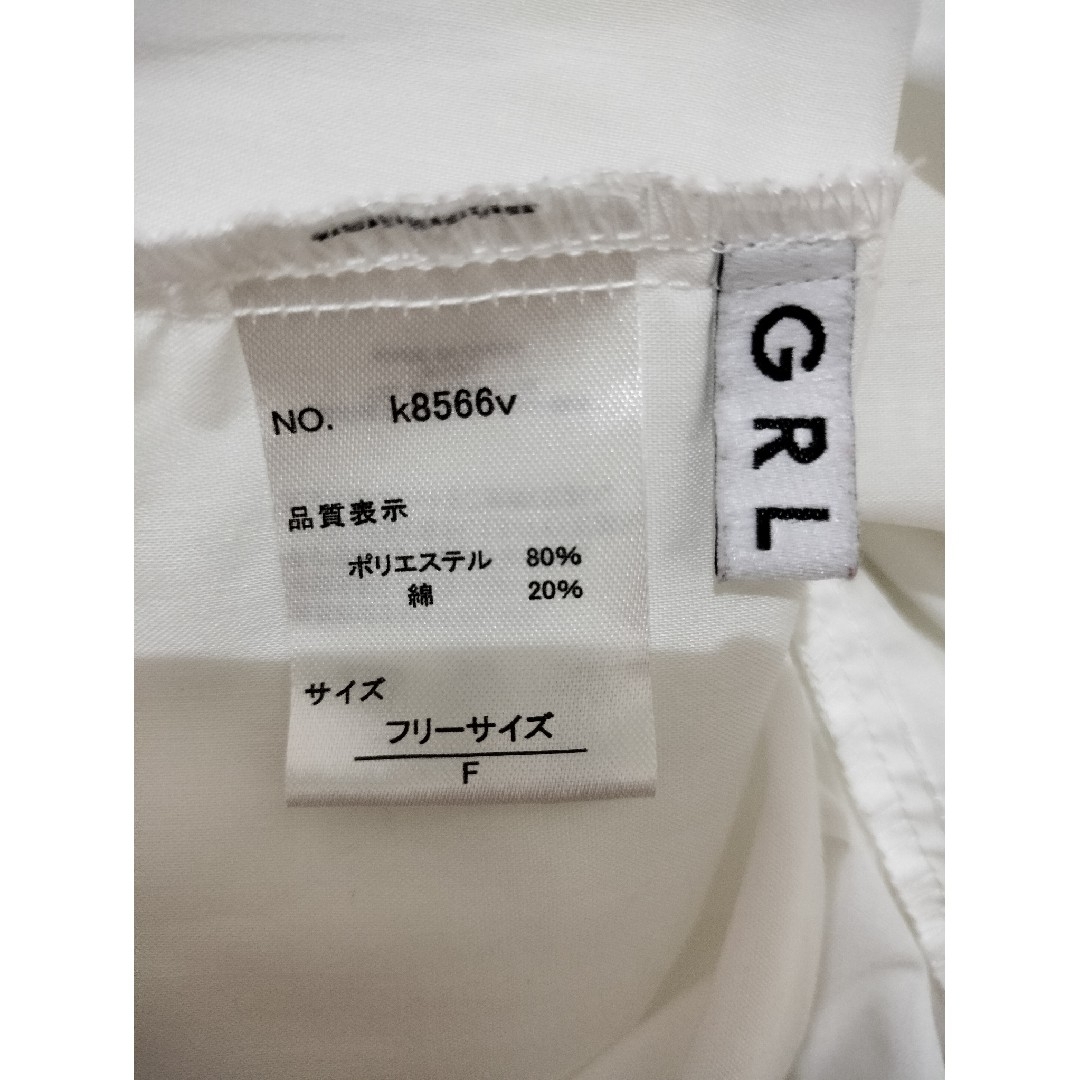 NO. k8566v
品質表示
ポリエステル 80%
綿 20%
サイズ
フリーサイズ
F
GRL